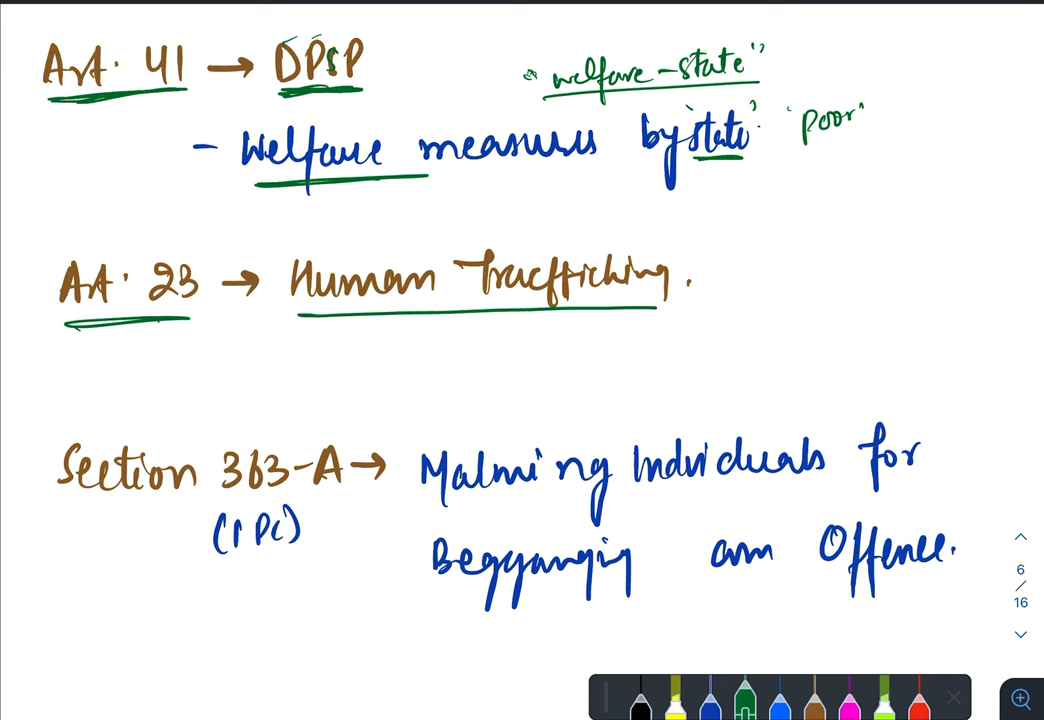 Art. 41 → DPSP
"welfare-state"
- Welfare measures by state. 'Poor'
Art. 23 → Human Trafficking.
Section 363-A → Maiming Individuals for
(IPC)
Begganging an Offence.
6
/
16